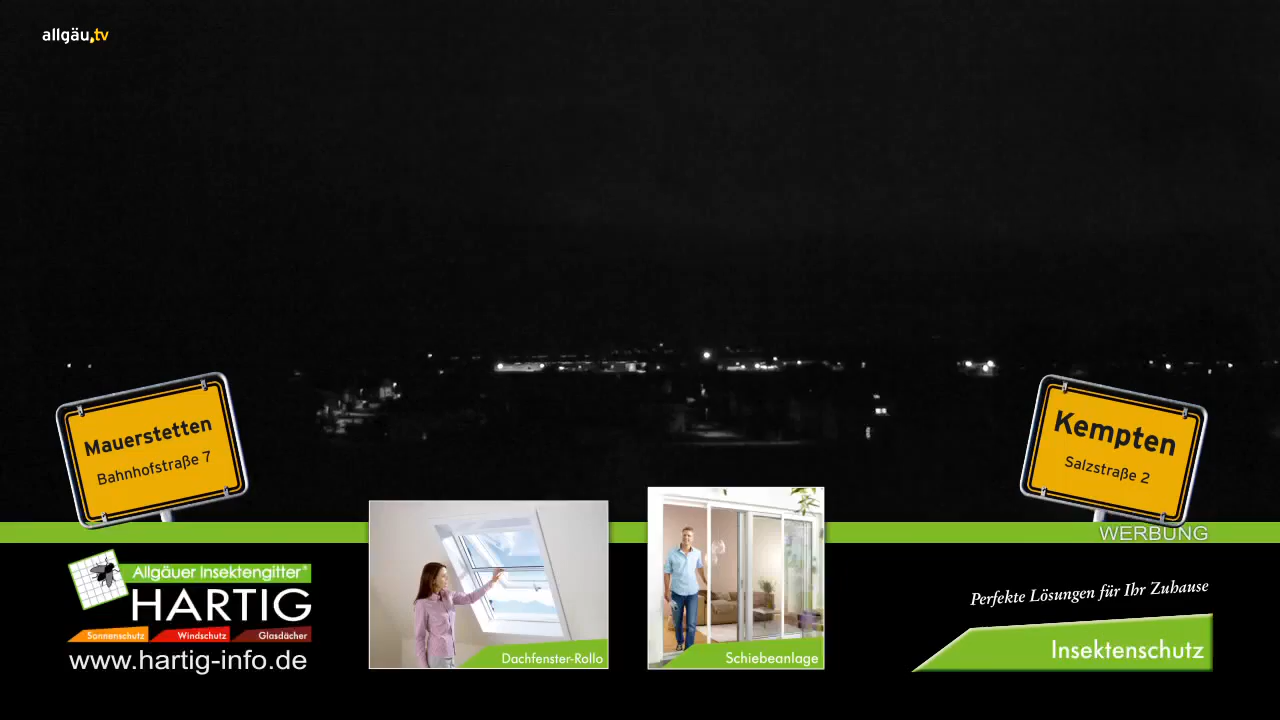 allgäu.tv
Mauerstetten
Bahnhofstraße 7
Kempten
Salzstraße 2
WERBUNG
Allgäuer Insektengitter®
HARTIG
Sonnenschutz
Windschutz
Glasdächer
www.hartig-info.de
Dachfenster-Rollo
Schiebeanlage
Perfekte Lösungen für Ihr Zuhause
Insektenschutz